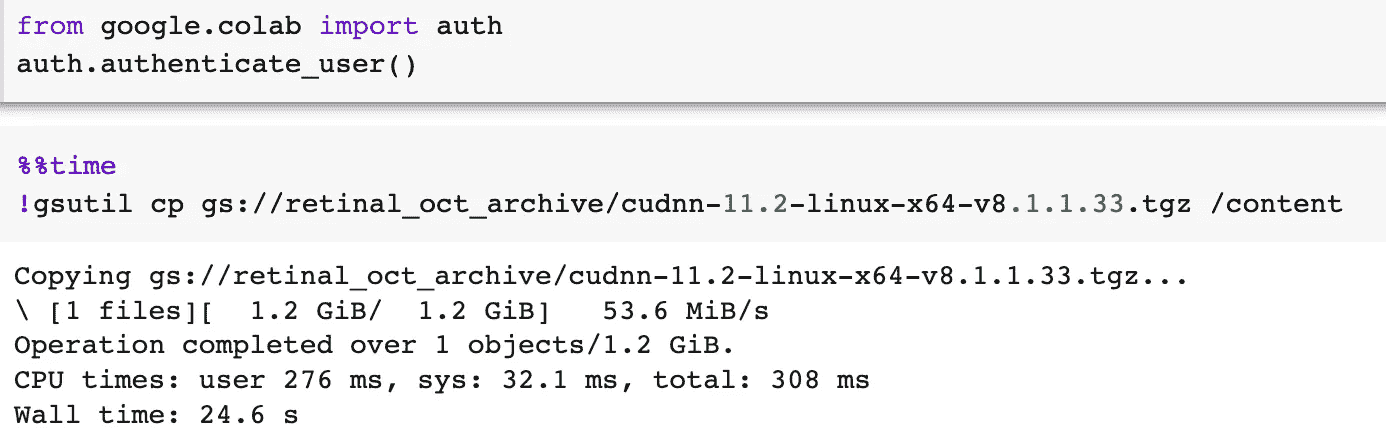 from google.colab import auth
auth.authenticate_user()
%%time
!gsutil cp gs://retinal_oct_archive/cudnn-11.2-linux-x64-v8.1.1.33.tgz /content
Copying gs://retinal_oct_archive/cudnn-11.2-linux-x64-v8.1.1.33.tgz...
\ [1 files][  1.2 GiB/  1.2 GiB]   53.6 MiB/s
Operation completed over 1 objects/1.2 GiB.
CPU times: user 276 ms, sys: 32.1 ms, total: 308 ms
Wall time: 24.6 s